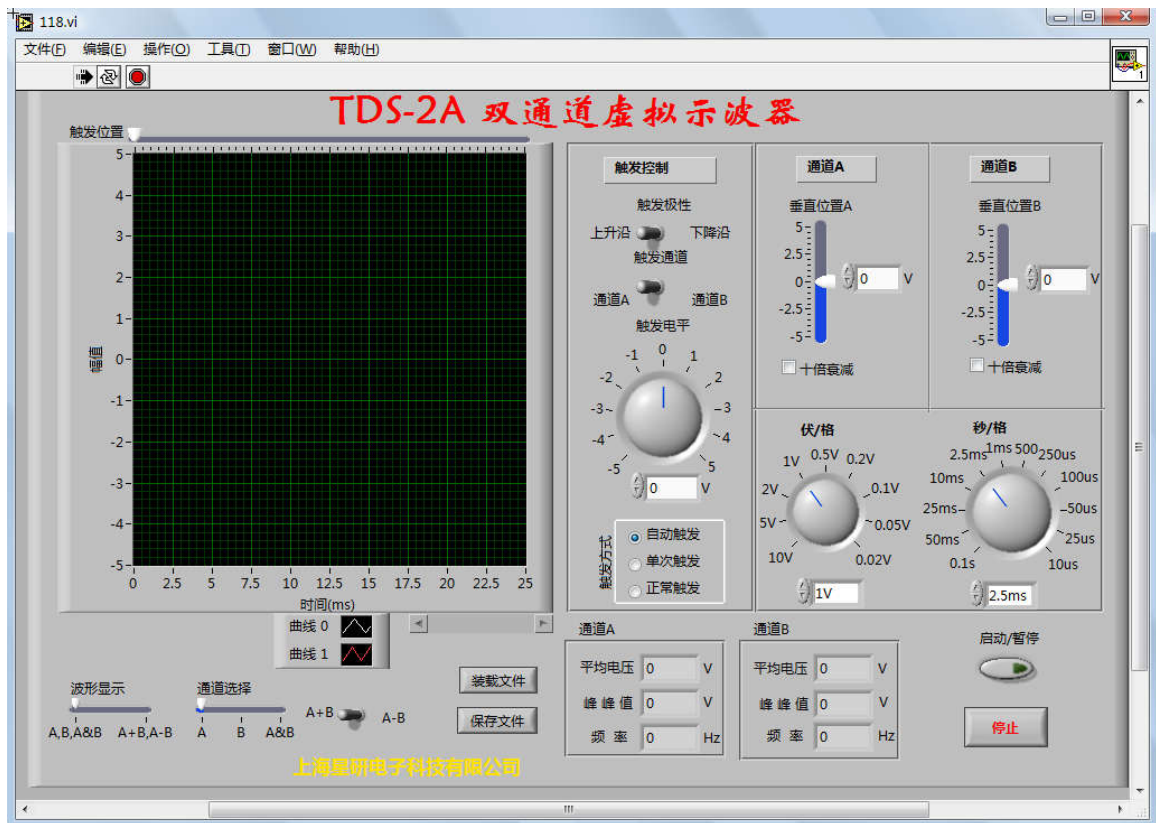 118.vi
文件(F) 编辑(E) 操作(O) 工具(T) 窗口(W) 帮助(H)
1
TDS-2A 双通道虚拟示波器
触发位置
幅值
5
4
3
2
1
0
-1
-2
-3
-4
-5
0 2.5 5 7.5 10 12.5 15 17.5 20 22.5 25
时间(ms)
曲线 0
曲线 1
触发控制
触发极性
上升沿 下降沿
触发通道
通道A 通道B
触发电平
-5 -4 -3 -2 -1 0 1 2 3 4 5
0 V
触发方式
自动触发
单次触发
正常触发
通道A
垂直位置A
5
2.5
0
-2.5
-5
0 V
十倍衰减
通道B
垂直位置B
5
2.5
0
-2.5
-5
0 V
十倍衰减
伏/格
10V 5V 2V 1V 0.5V 0.2V 0.1V 0.05V 0.02V
1V
秒/格
0.1s 50ms 25ms 10ms 2.5ms 1ms 500 250us 100us 50us 25us 10us
2.5ms
波形显示
A,B,A&B A+B,A-B
通道选择
A B A&B
A+B A-B
装载文件
保存文件
通道A
平均电压 0 V
峰峰值 0 V
频率 0 Hz
通道B
平均电压 0 V
峰峰值 0 V
频率 0 Hz
启动/暂停
停止
上海星研电子科技有限公司